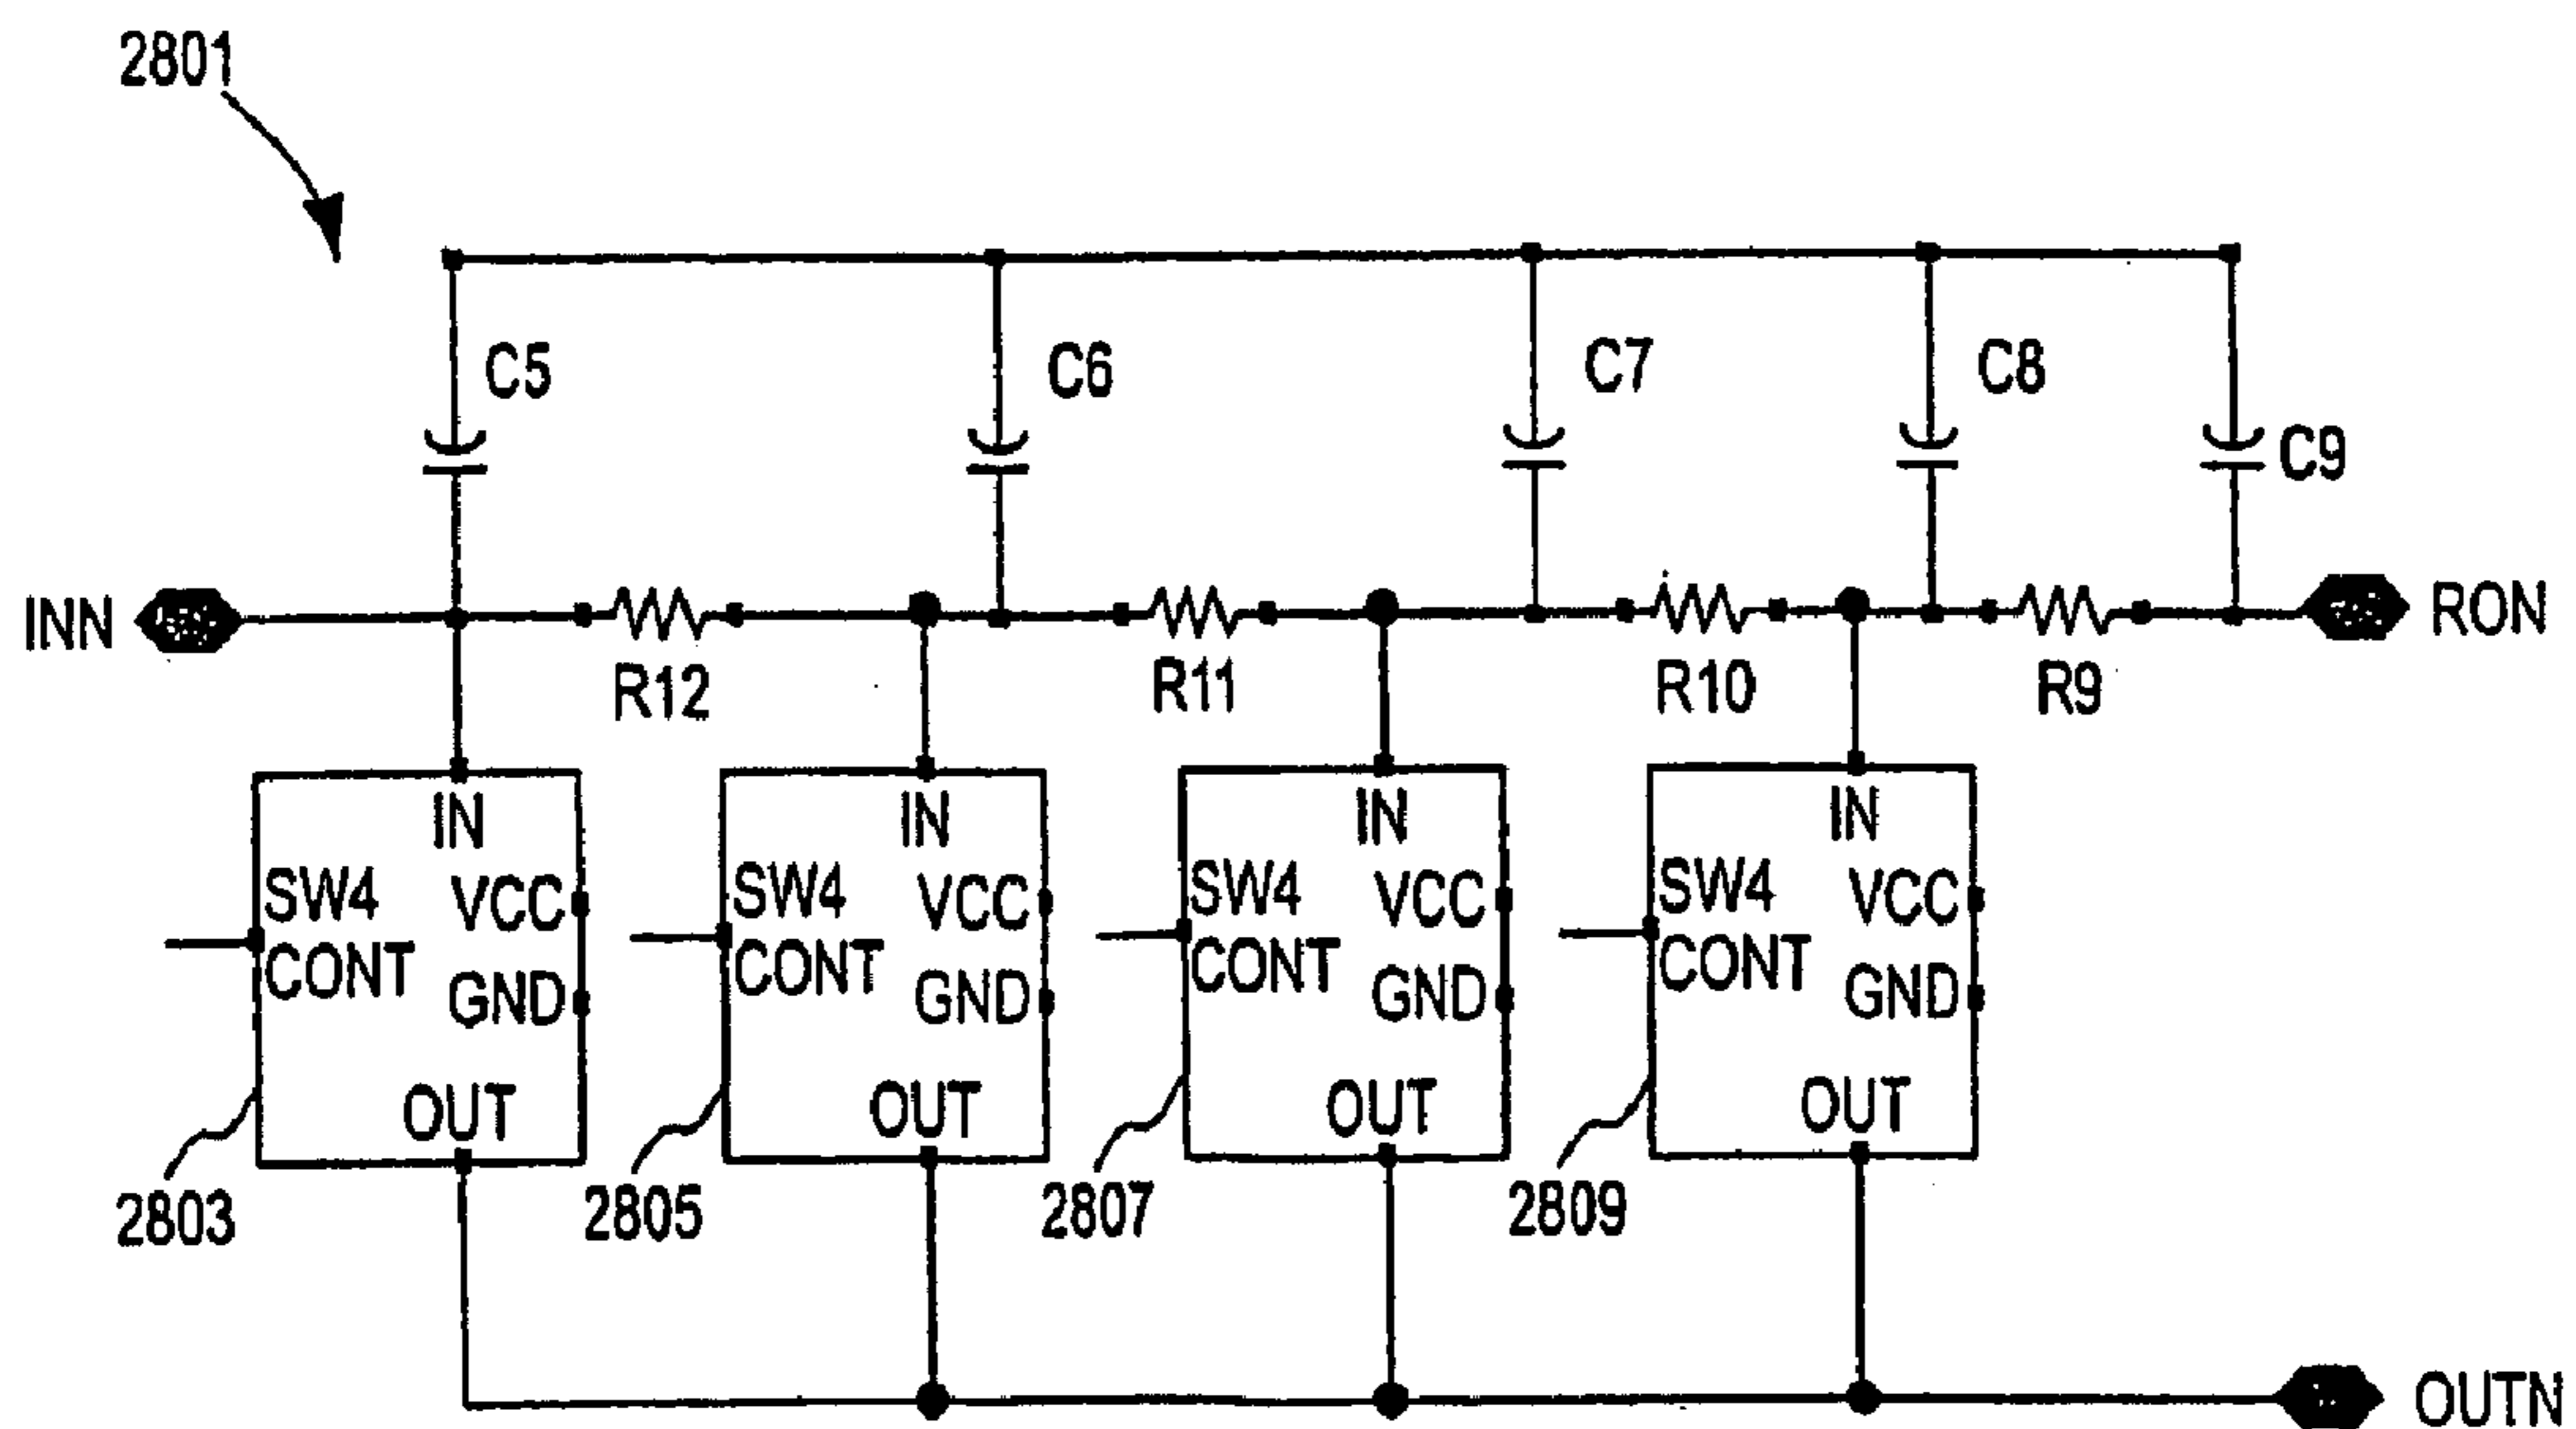 2801
C5
C6
C7
C8
C9
INN
R12
R11
R10
R9
RON
IN
SW4
VCC
CONT
GND
OUT
2803
IN
SW4
VCC
CONT
GND
OUT
2805
IN
SW4
VCC
CONT
GND
OUT
2807
IN
SW4
VCC
CONT
GND
OUT
2809
OUTN